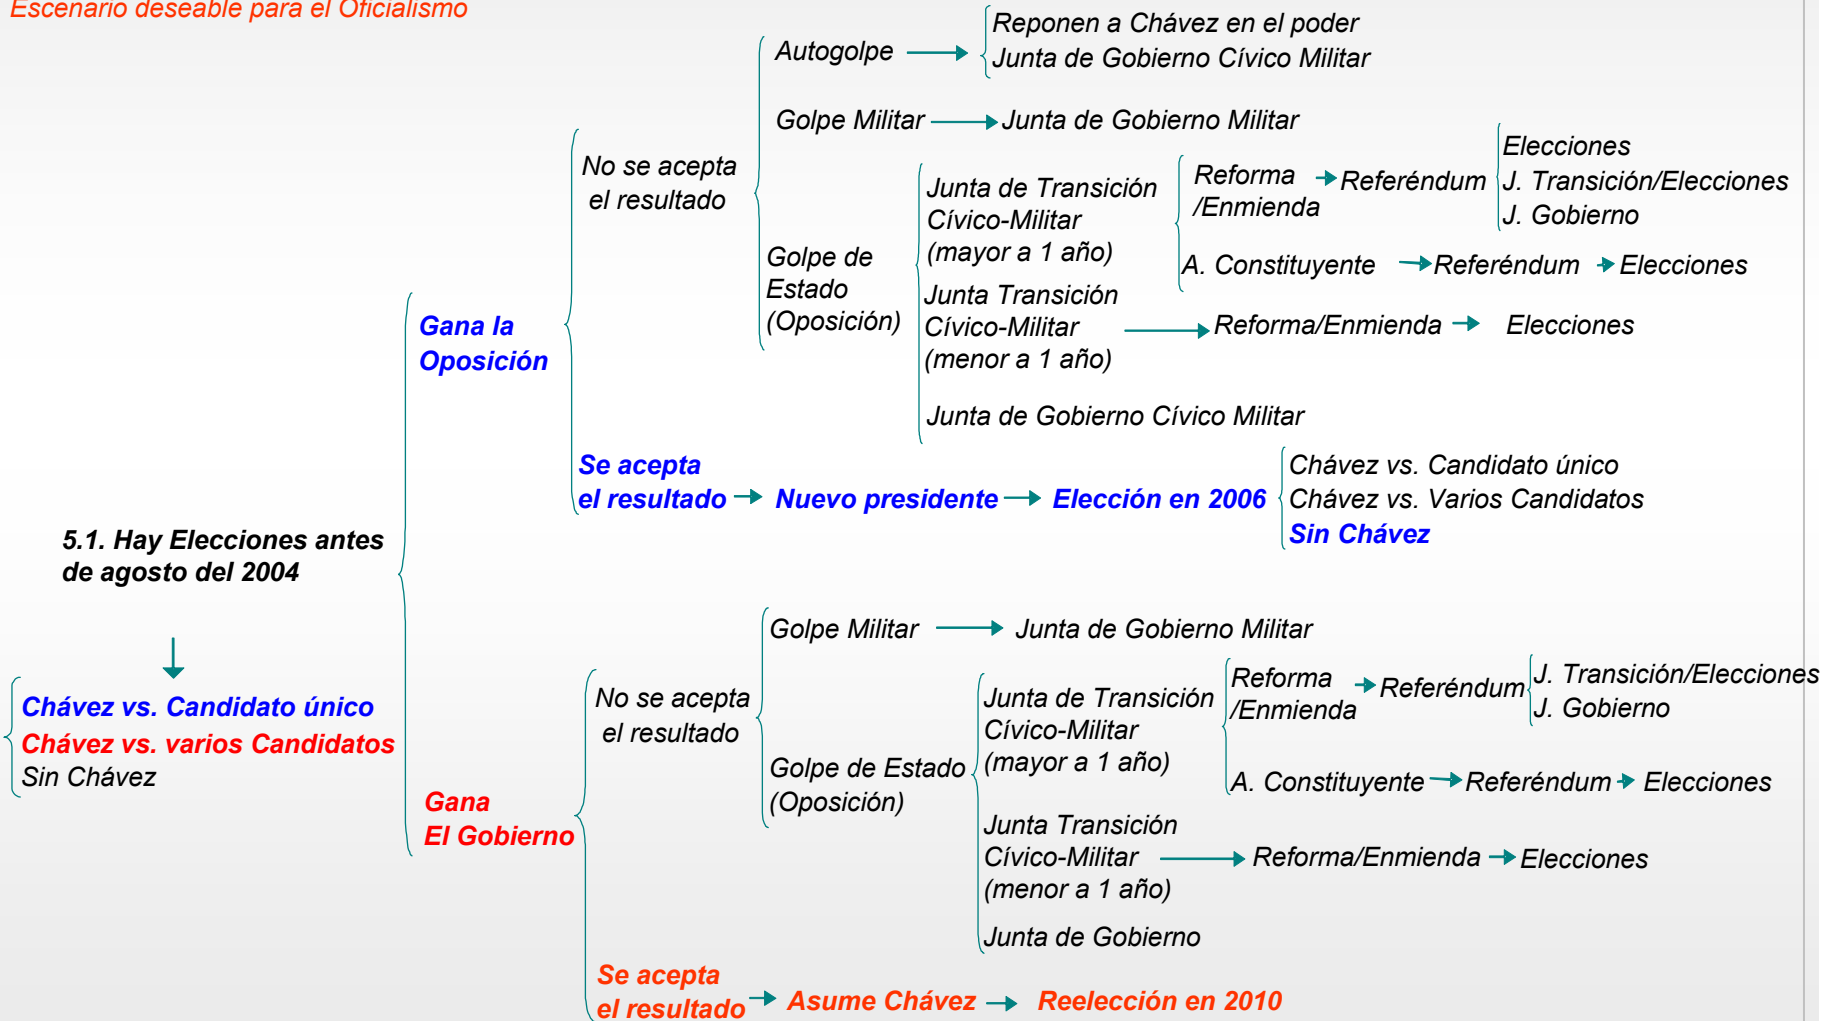 Escenario deseable para el Oficialismo
Reponen a Chávez en el poder
Autogolpe
Junta de Gobierno Cívico Militar
Golpe Militar
Junta de Gobierno Militar
No se acepta
el resultado
Junta de Transición
Cívico-Militar
(mayor a 1 año)
Reforma
/Enmienda
Referéndum
Elecciones
J. Transición/Elecciones
J. Gobierno
A. Constituyente
Referéndum
Elecciones
Golpe de
Estado
(Oposición)
Junta Transición
Cívico-Militar
(menor a 1 año)
Reforma/Enmienda
Elecciones
Junta de Gobierno Cívico Militar
Gana la
Oposición
Se acepta
el resultado
Nuevo presidente
Elección en 2006
Chávez vs. Candidato único
Chávez vs. Varios Candidatos
Sin Chávez
5.1. Hay Elecciones antes
de agosto del 2004
Chávez vs. Candidato único
Chávez vs. varios Candidatos
Sin Chávez
Gana
El Gobierno
No se acepta
el resultado
Golpe Militar
Junta de Gobierno Militar
Golpe de Estado
(Oposición)
Junta de Transición
Cívico-Militar
(mayor a 1 año)
Reforma
/Enmienda
Referéndum
J. Transición/Elecciones
J. Gobierno
A. Constituyente
Referéndum
Elecciones
Junta Transición
Cívico-Militar
(menor a 1 año)
Reforma/Enmienda
Elecciones
Junta de Gobierno
Se acepta
el resultado
Asume Chávez
Reelección en 2010